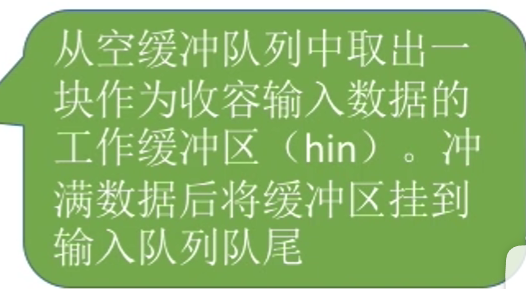 从空缓冲队列中取出一
块作为收容输入数据的
工作缓冲区（hin）。冲
满数据后将缓冲区挂到
输入队列队尾